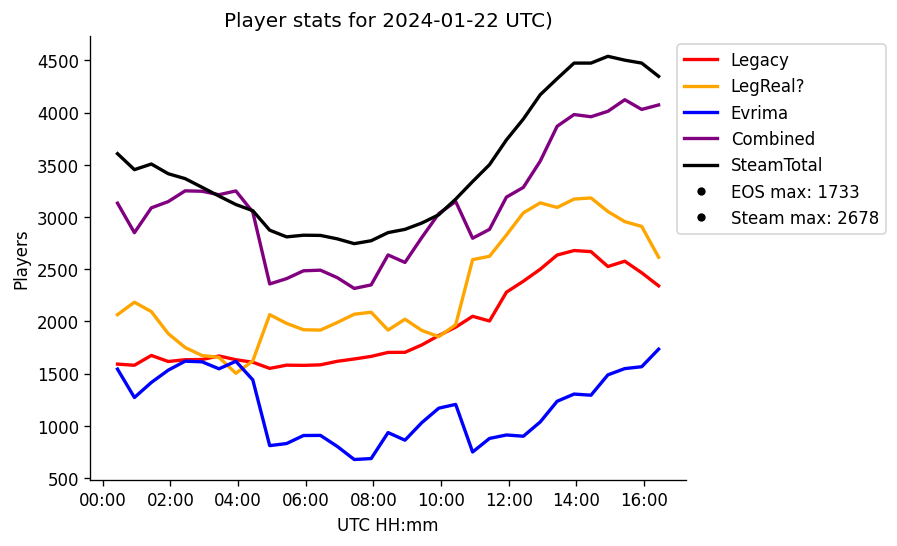 Player stats for 2024-01-22 UTC)
Players
4500
4000
3500
3000
2500
2000
1500
1000
500
00:00 02:00 04:00 06:00 08:00 10:00 12:00 14:00 16:00
UTC HH:mm
Legacy
LegReal?
Evrima
Combined
SteamTotal
EOS max: 1733
Steam max: 2678